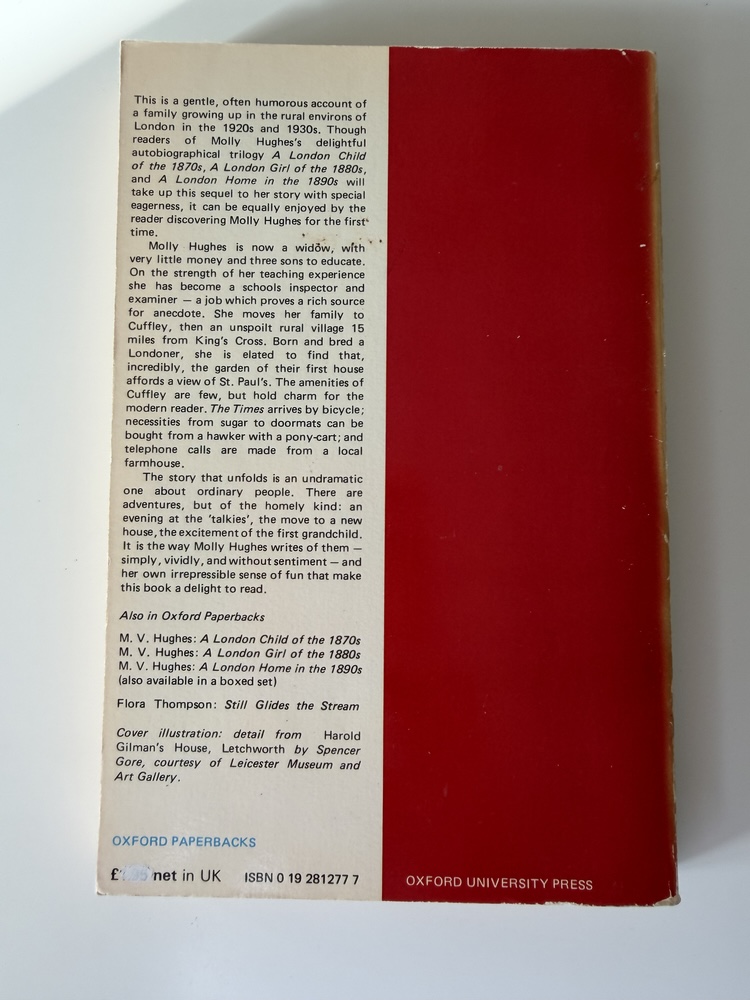 This is a gentle, often humorous account of
a family growing up in the rural environs of
London in the 1920s and 1930s. Though
readers of Molly Hughes's delightful
autobiographical trilogy A London Child
of the 1870s, A London Girl of the 1880s,
and A London Home in the 1890s will
take up this sequel to her story with special
eagerness, it can be equally enjoyed by the
reader discovering Molly Hughes for the first
time.
Molly Hughes is now a widow, with
very little money and three sons to educate.
On the strength of her teaching experience
she has become a schools inspector and
examiner — a job which proves a rich source
for anecdote. She moves her family to
Cuffley, then an unspoilt rural village 15
miles from King's Cross. Born and bred a
Londoner, she is elated to find that,
incredibly, the garden of their first house
affords a view of St. Paul's. The amenities of
Cuffley are few, but hold charm for the
modern reader. The Times arrives by bicycle;
necessities from sugar to doormats can be
bought from a hawker with a pony-cart; and
telephone calls are made from a local
farmhouse.
The story that unfolds is an undramatic
one about ordinary people. There are
adventures, but of the homely kind: an
evening at the 'talkies', the move to a new
house, the excitement of the first grandchild.
It is the way Molly Hughes writes of them —
simply, vividly, and without sentiment — and
her own irrepressible sense of fun that make
this book a delight to read.
Also in Oxford Paperbacks
M. V. Hughes: A London Child of the 1870s
M. V. Hughes: A London Girl of the 1880s
M. V. Hughes: A London Home in the 1890s
(also available in a boxed set)
Flora Thompson: Still Glides the Stream
Cover illustration: detail from Harold
Gilman's House, Letchworth by Spencer
Gore, courtesy of Leicester Museum and
Art Gallery.
OXFORD PAPERBACKS
£ net in UK ISBN 0 19 281277 7
OXFORD UNIVERSITY PRESS